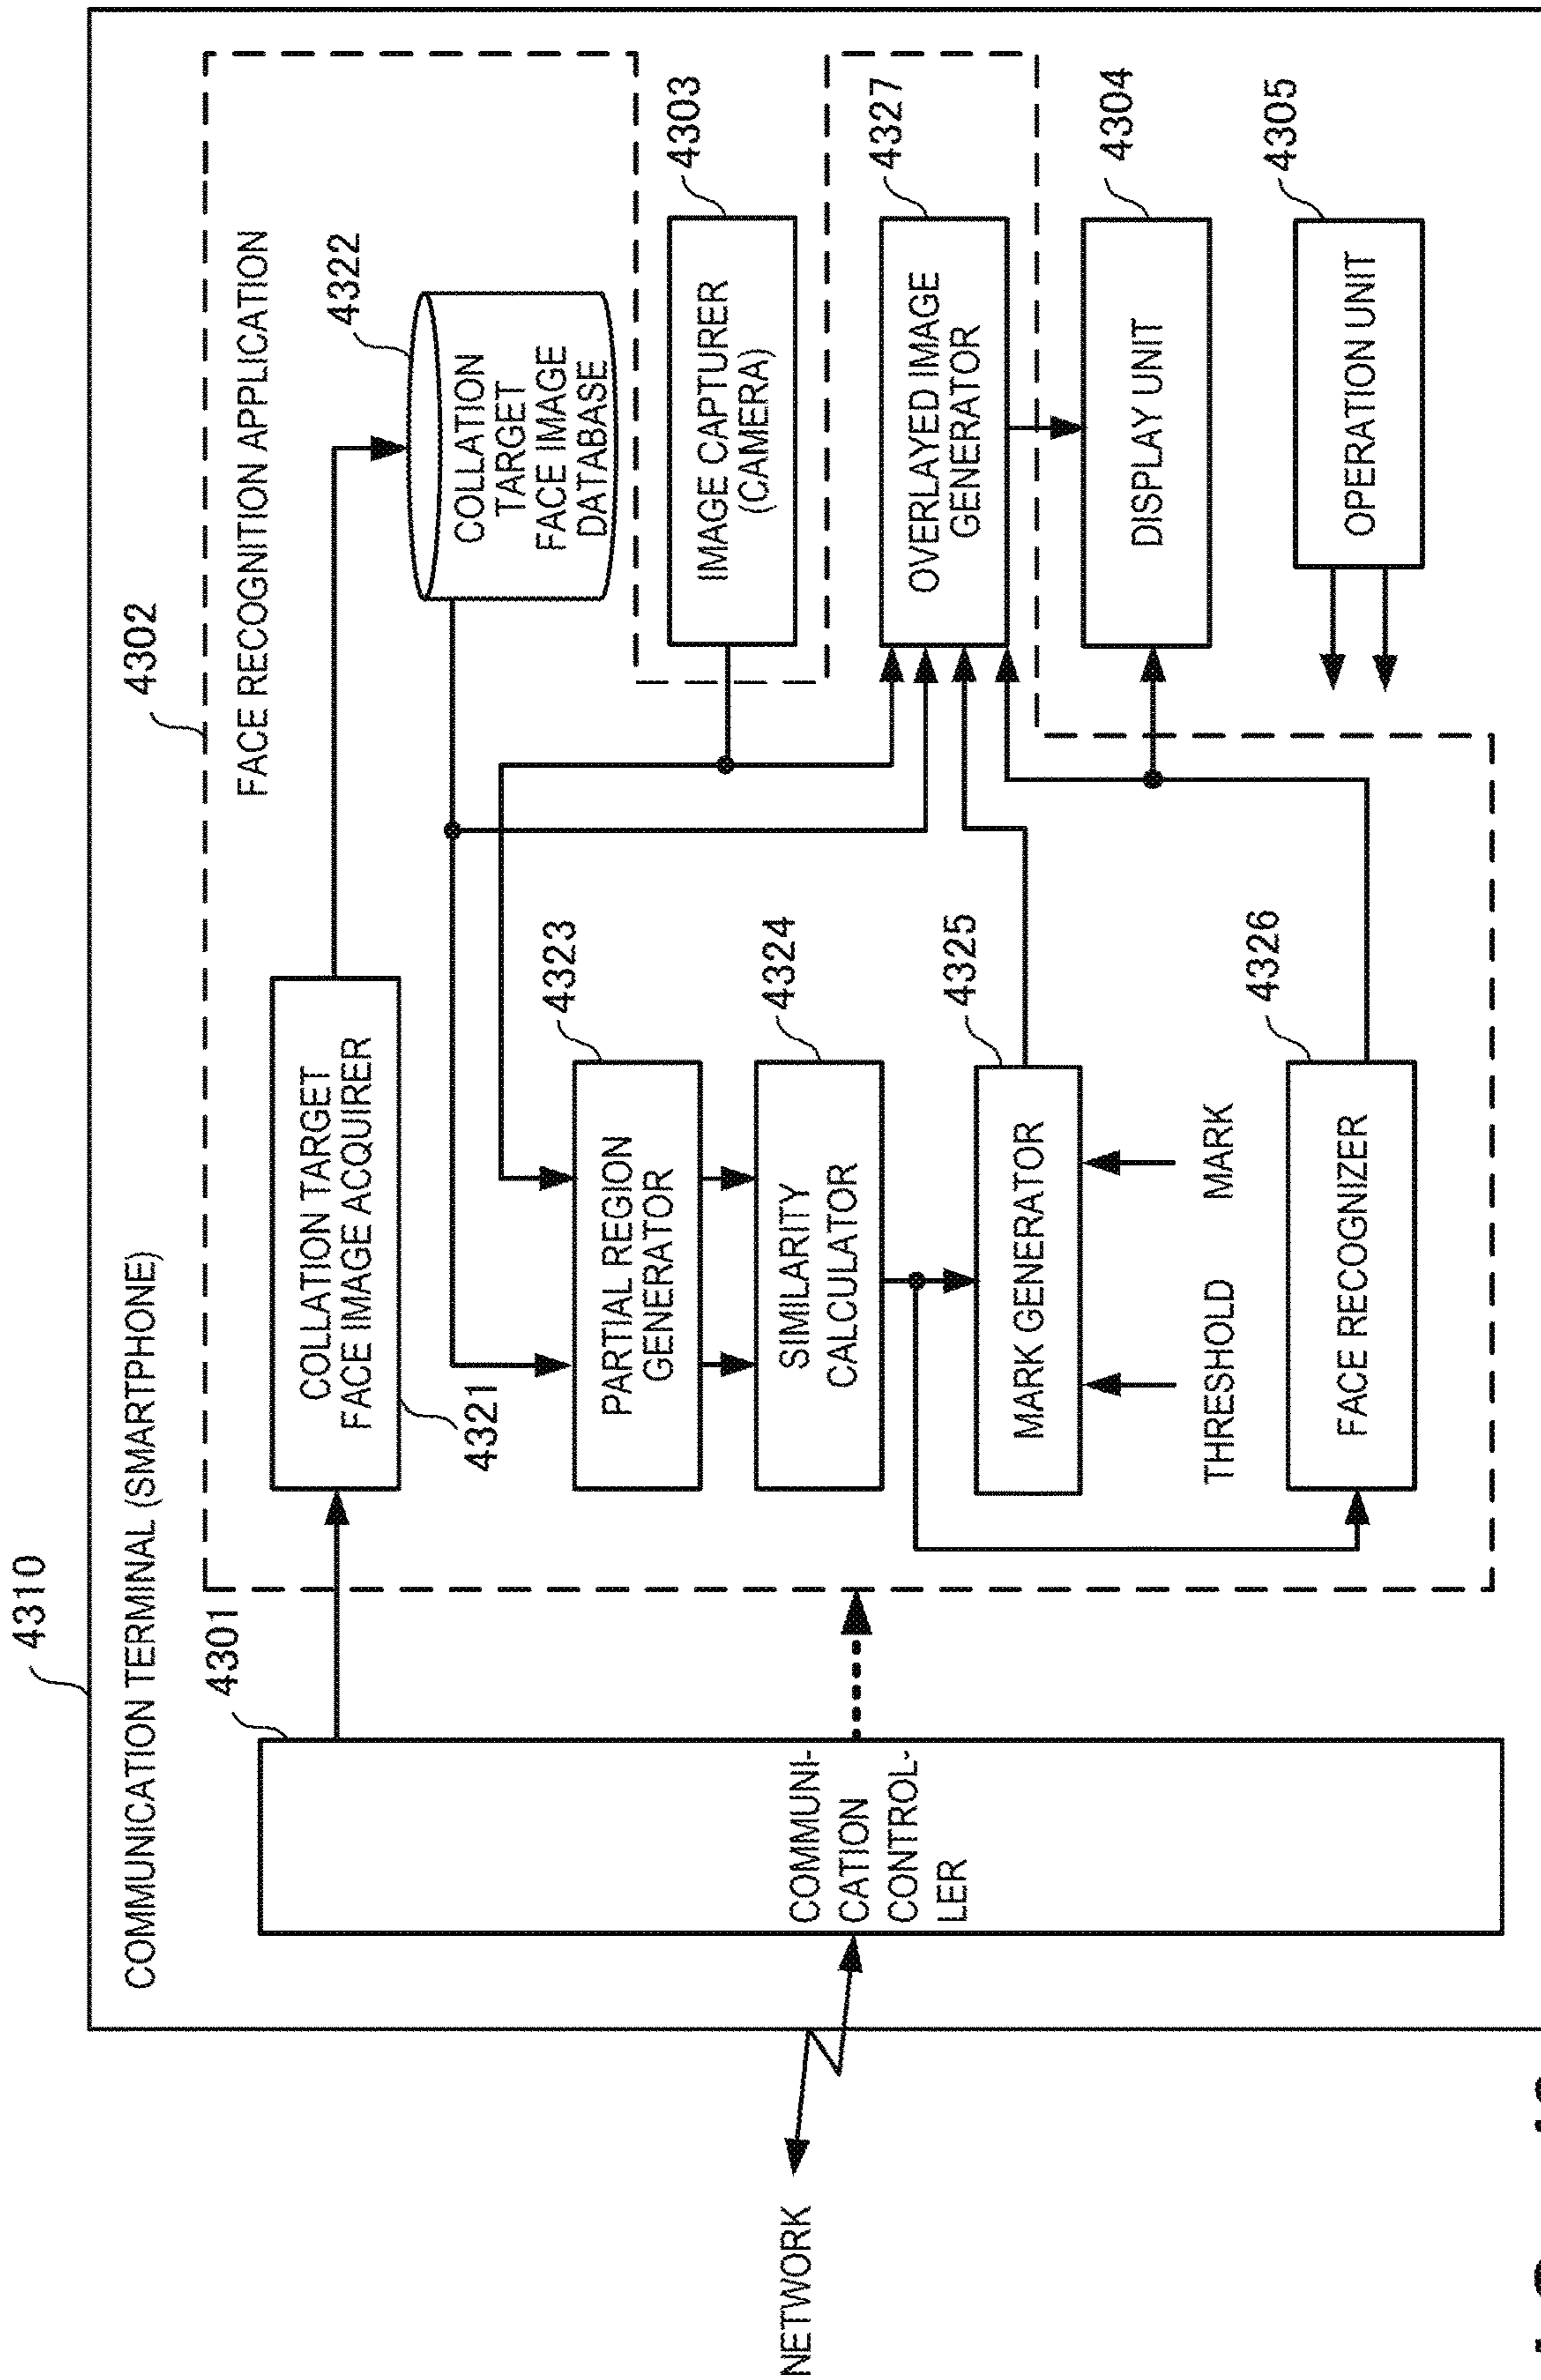 4310
COMMUNICATION TERMINAL (SMARTPHONE)
4302
FACE RECOGNITION APPLICATION
4301
COMMUNI-
CATION
CONTROL-
LER
NETWORK
COLLATION TARGET
FACE IMAGE ACQUIRER
4321
4322
COLLATION
TARGET
FACE IMAGE
DATABASE
4303
IMAGE CAPTURER
(CAMERA)
4323
PARTIAL REGION
GENERATOR
4324
SIMILARITY
CALCULATOR
4327
OVERLAYED IMAGE
GENERATOR
4325
MARK GENERATOR
4304
DISPLAY UNIT
THRESHOLD
MARK
4326
FACE RECOGNIZER
4305
OPERATION UNIT